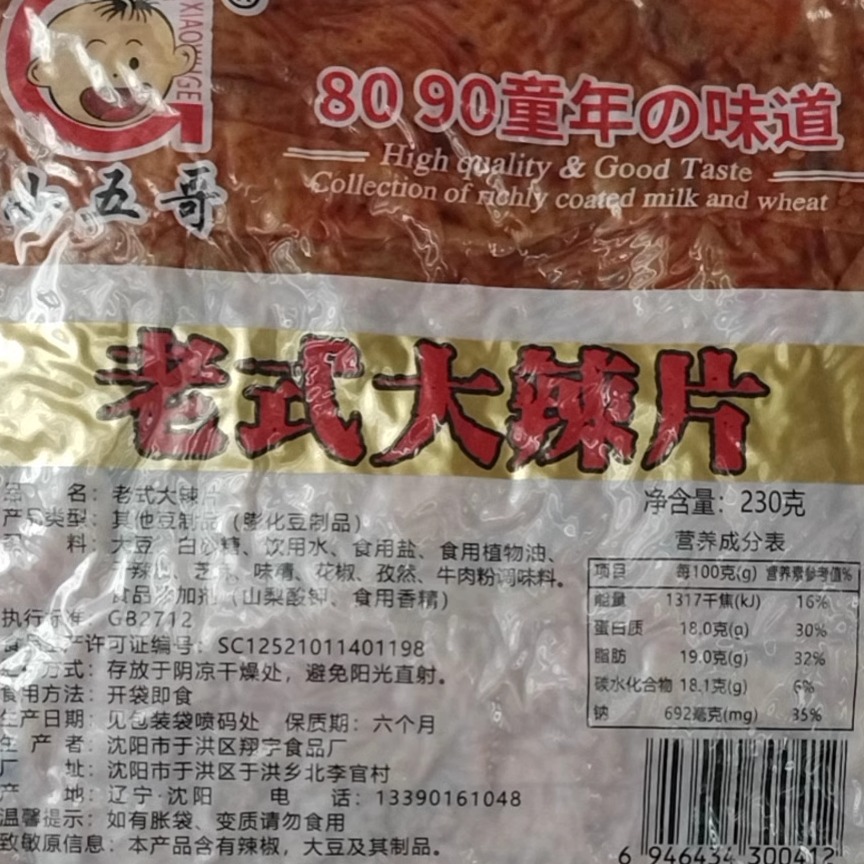 XIAOWUGE
小五哥
80 90童年の味道
High quality & Good Taste
Collection of richly coated milk and wheat
老式大辣片
名：老式大辣片
产品类型：其他豆制品（膨化豆制品）
料：大豆、白砂糖、饮用水、食用盐、食用植物油、
干辣椒、芝麻、味精、花椒、孜然、牛肉粉调味料。
食品添加剂（山梨酸钾、食用香精）
执行标准：GB2712
食品生产许可证编号：SC12521011401198
方式：存放于阴凉干燥处，避免阳光直射。
食用方法：开袋即食
生产日期：见包装袋喷码处 保质期：六个月
生产者：沈阳市于洪区翔宇食品厂
厂址：沈阳市于洪区于洪乡北李官村
产地：辽宁·沈阳 电话：13390161048
温馨提示：如有胀袋、变质请勿食用
致敏原信息：本产品含有辣椒，大豆及其制品。
净含量：230克
营养成分表
项目 每100克(g) 营养素参考值%
能量 1317千焦(kJ) 16%
蛋白质 18.0克(g) 30%
脂肪 19.0克(g) 32%
碳水化合物 18.1克(g) 6%
钠 692毫克(mg) 35%
6 946434 300412